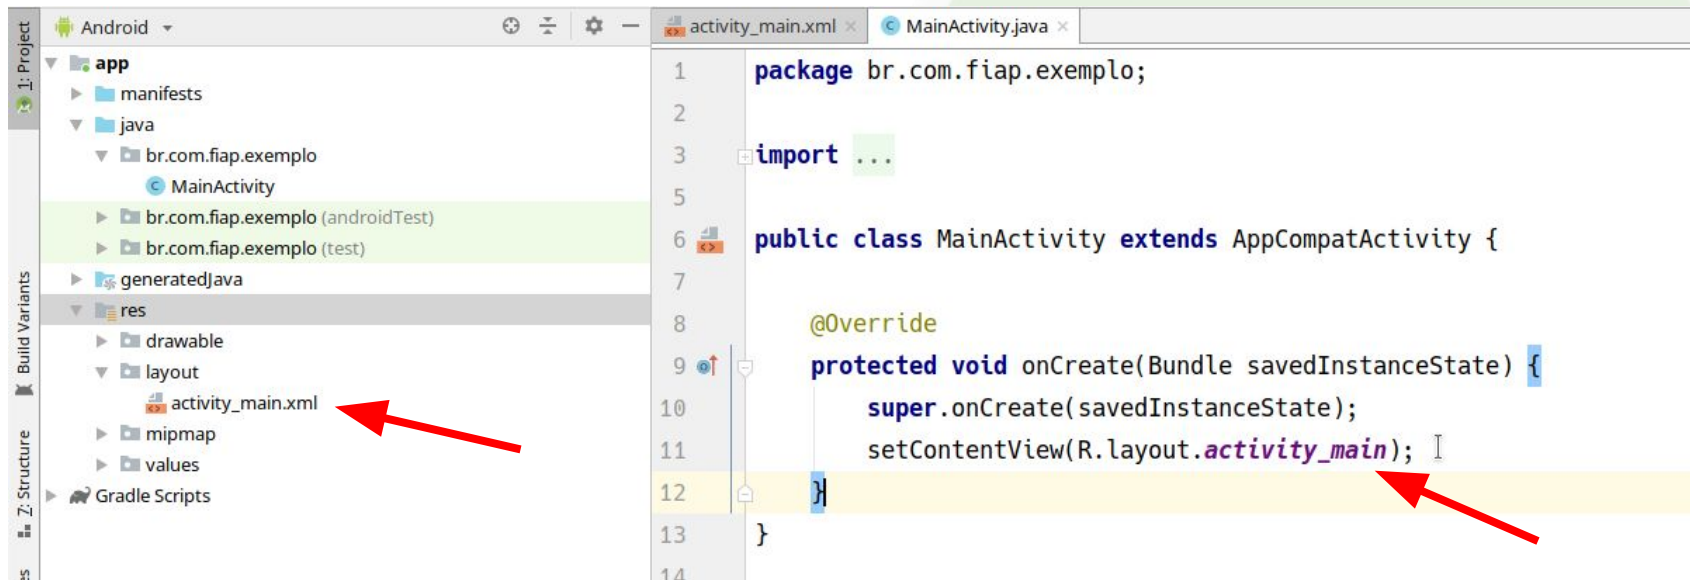 1: Project
Build Variants
Z: Structure
Android
app
manifests
java
br.com.fiap.exemplo
MainActivity
br.com.fiap.exemplo (androidTest)
br.com.fiap.exemplo (test)
generatedJava
res
drawable
layout
activity_main.xml
mipmap
values
Gradle Scripts
activity_main.xml
MainActivity.java
1 package br.com.fiap.exemplo;
2
3 import ...
5
6 public class MainActivity extends AppCompatActivity {
7
8 @Override
9 protected void onCreate(Bundle savedInstanceState) {
10 super.onCreate(savedInstanceState);
11 setContentView(R.layout.activity_main);
12 }
13 }
14